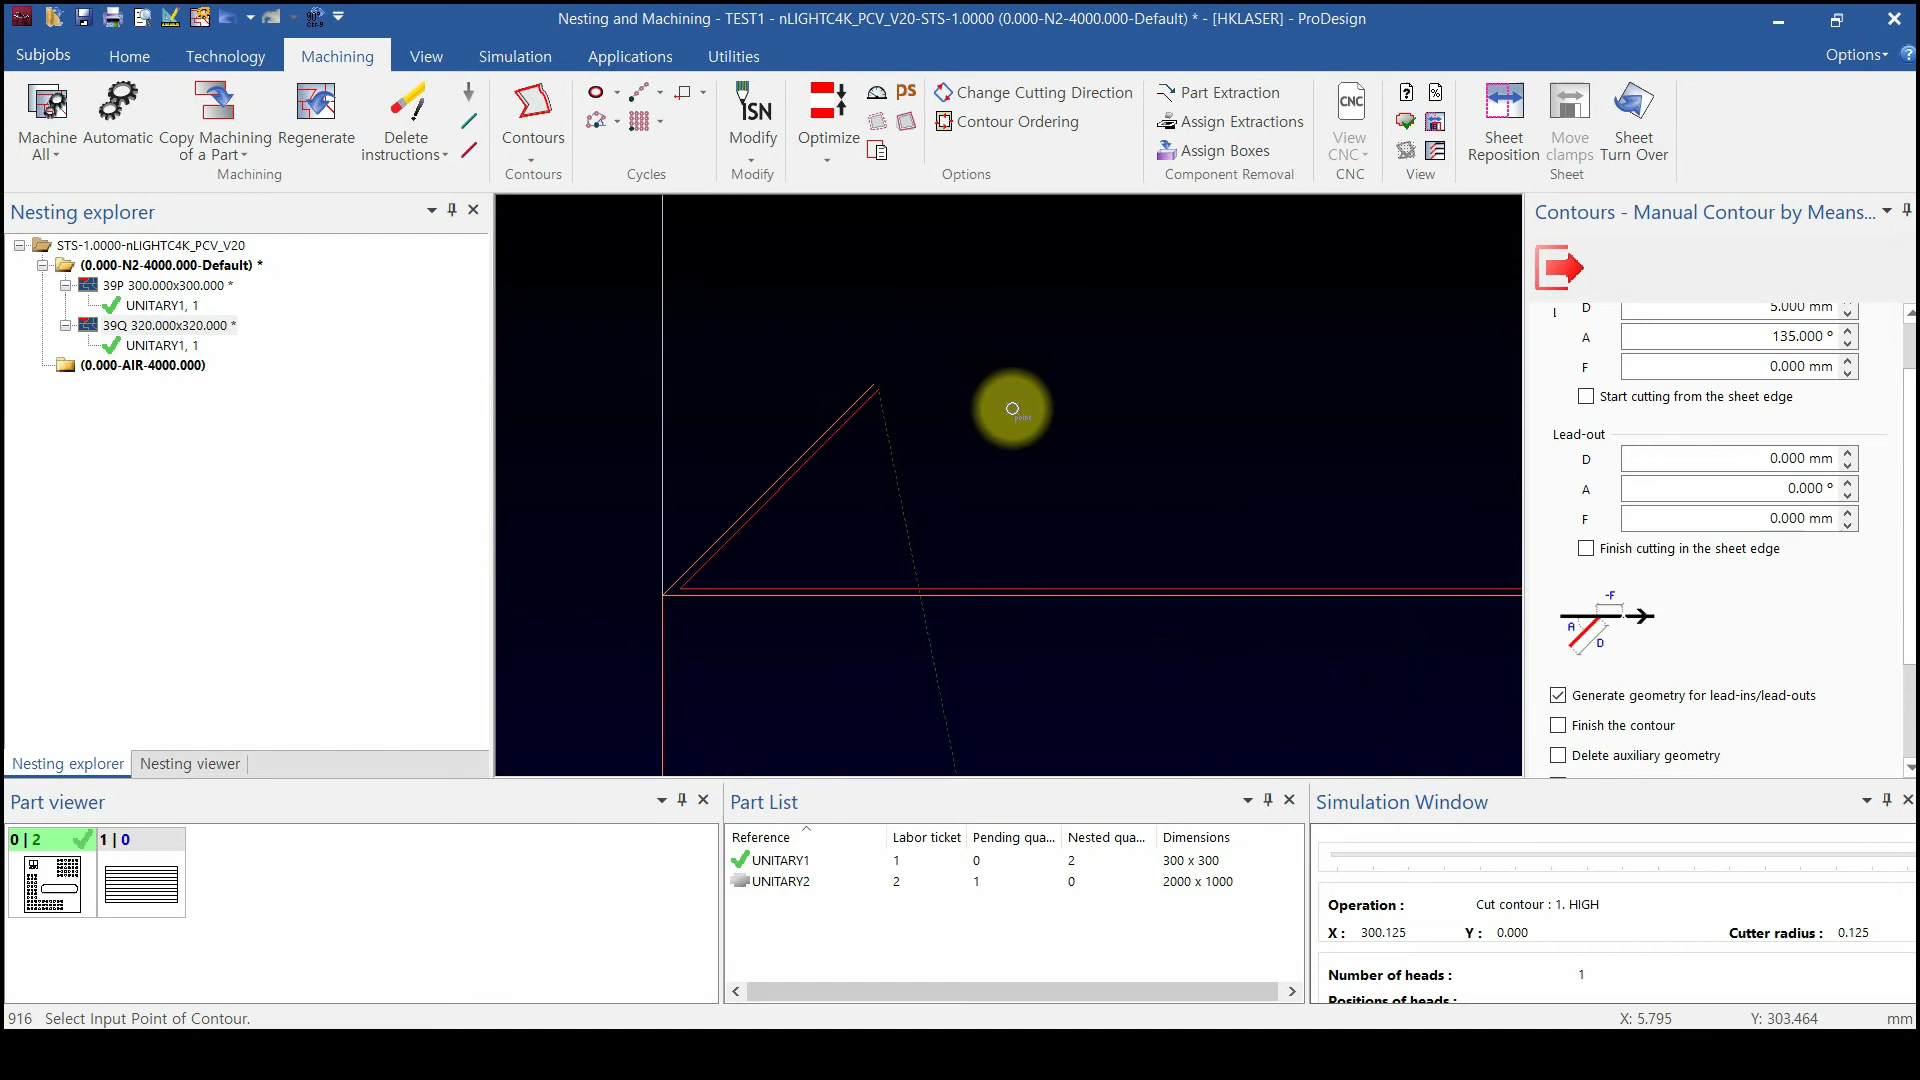 Nesting and Machining - TEST1 - nLIGHTC4K_PCV_V20-STS-1.0000 (0.000-N2-4000.000-Default) * - [HKLASER] - ProDesign
Subjobs Home Technology Machining View Simulation Applications Utilities Options
Machine All
Automatic
Copy Machining of a Part
Regenerate
Delete instructions
Machining
Contours
Contours
Cycles
Modify
Modify
Optimize
PS
Change Cutting Direction
Contour Ordering
Options
Part Extraction
Assign Extractions
Assign Boxes
Component Removal
CNC
View CNC
CNC
View
Sheet Reposition
Move clamps
Sheet Turn Over
Sheet
Nesting explorer
STS-1.0000-nLIGHTC4K_PCV_V20
(0.000-N2-4000.000-Default) *
39P 300.000x300.000 *
UNITARY1, 1
39Q 320.000x320.000 *
UNITARY1, 1
(0.000-AIR-4000.000)
Nesting explorer Nesting viewer
point
Contours - Manual Contour by Means...
D 5.000 mm
A 135.000 °
F 0.000 mm
Start cutting from the sheet edge
Lead-out
D 0.000 mm
A 0.000 °
F 0.000 mm
Finish cutting in the sheet edge
-F
A
D
Generate geometry for lead-ins/lead-outs
Finish the contour
Delete auxiliary geometry
Part viewer
0 | 2
1 | 0
Part List
Reference Labor ticket Pending qua... Nested qua... Dimensions
UNITARY1 1 0 2 300 x 300
UNITARY2 2 1 0 2000 x 1000
Simulation Window
Operation : Cut contour : 1. HIGH
X : 300.125 Y : 0.000 Cutter radius : 0.125
Number of heads : 1
Positions of heads :
916 Select Input Point of Contour. X: 5.795 Y: 303.464 mm